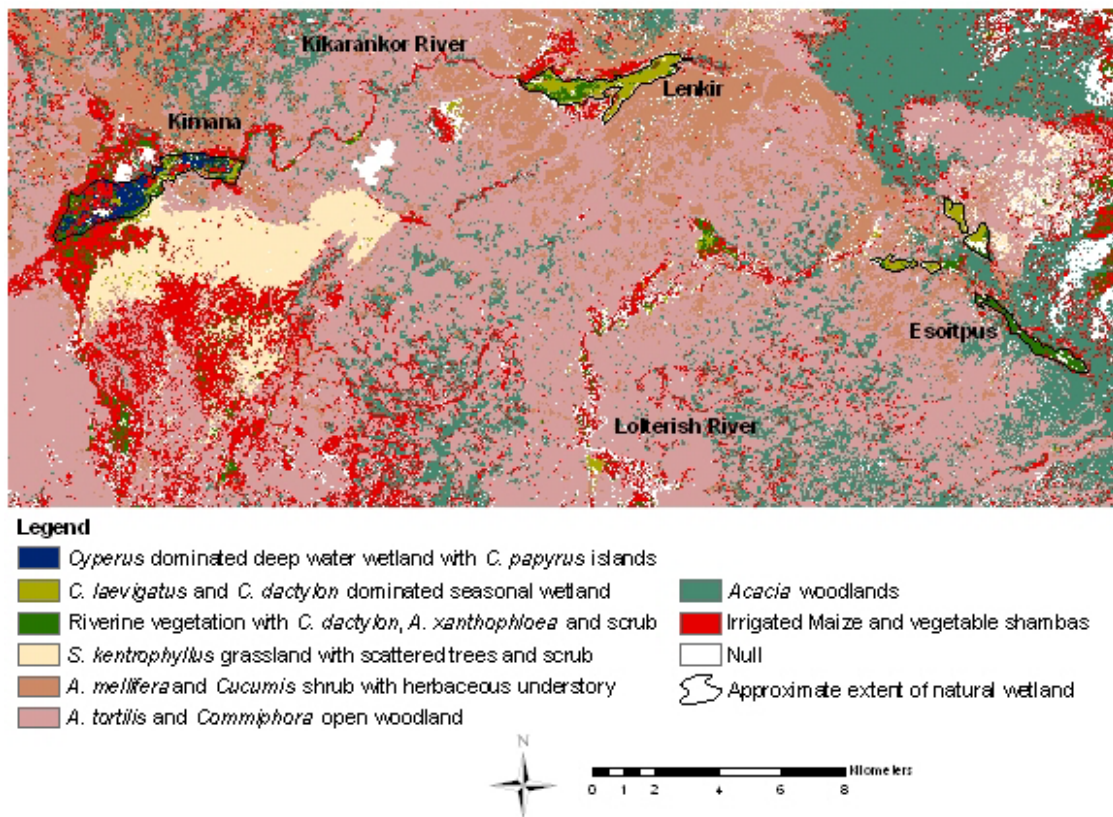 Kikarankor River
Lenkir
Kimana
Esoitpus
Lolterish River
Legend
Cyperus dominated deep water wetland with C. papyrus islands
C. laevigatus and C. dactylon dominated seasonal wetland
Riverine vegetation with C. dactylon, A. xanthophloea and scrub
S. kentrophyllus grassland with scattered trees and scrub
A. mellifera and Cucumis shrub with herbaceous understory
A. tortilis and Commiphora open woodland
Acacia woodlands
Irrigated Maize and vegetable shambas
Null
Approximate extent of natural wetland
N
Kilometers
0 1 2 4 6 8